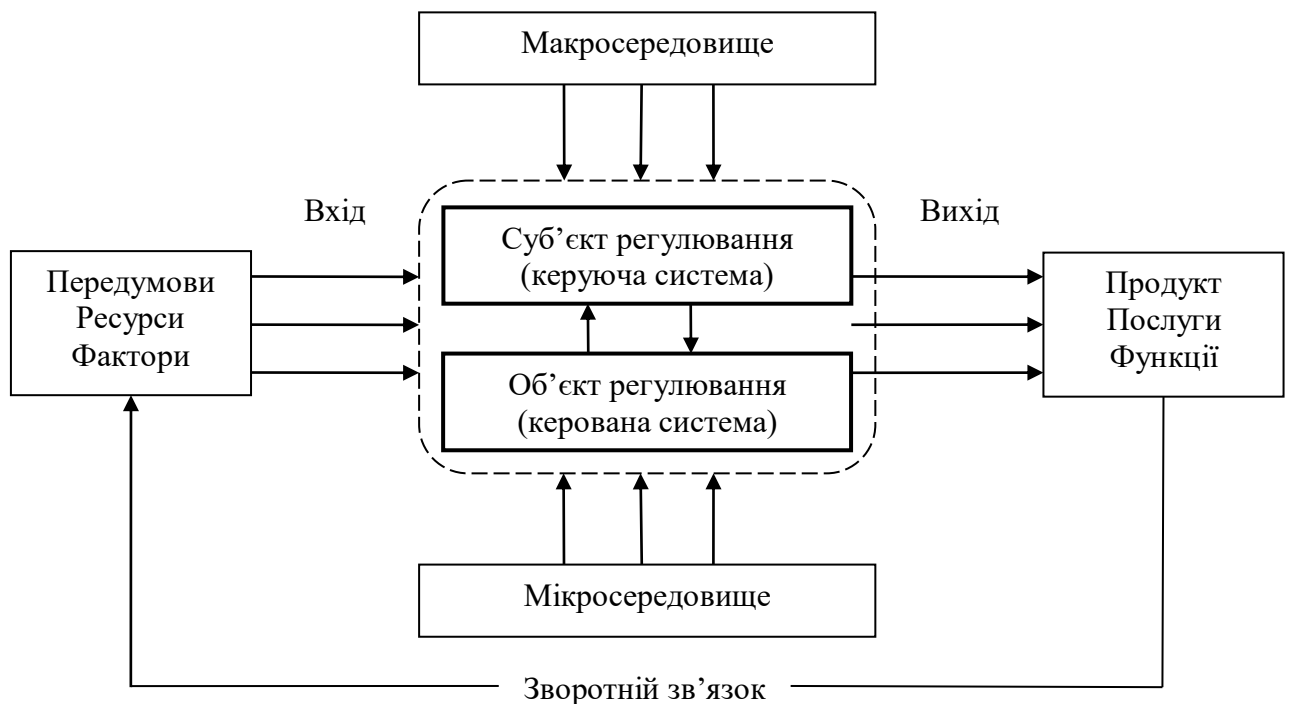 Макросередовище
Вхід
Вихід
Суб’єкт регулювання
(керуюча система)
Передумови
Ресурси
Фактори
Продукт
Послуги
Функції
Об’єкт регулювання
(керована система)
Мікросередовище
Зворотній зв’язок